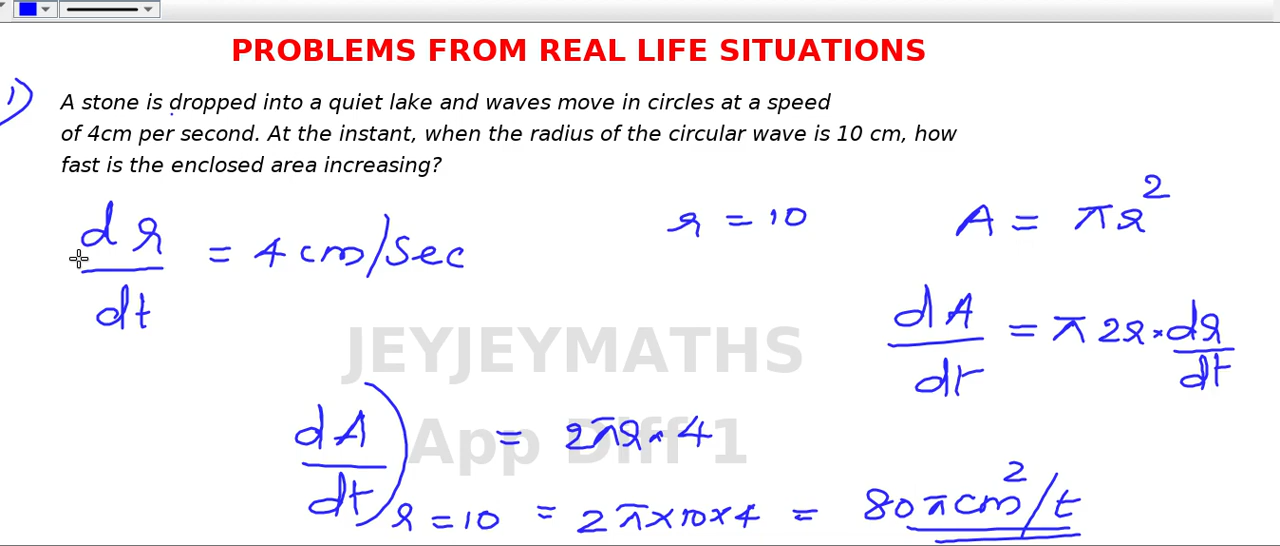 PROBLEMS FROM REAL LIFE SITUATIONS
1)
A stone is dropped into a quiet lake and waves move in circles at a speed
of 4cm per second. At the instant, when the radius of the circular wave is 10 cm, how
fast is the enclosed area increasing?
dr/dt = 4 cm/sec
r = 10
A = πr²
dA/dt = π 2r × dr/dt
JEYJEYMATHS
App Diff 1
dA/dt) r = 10 = 2πr × 4
= 2π×10×4 = 80π cm²/t